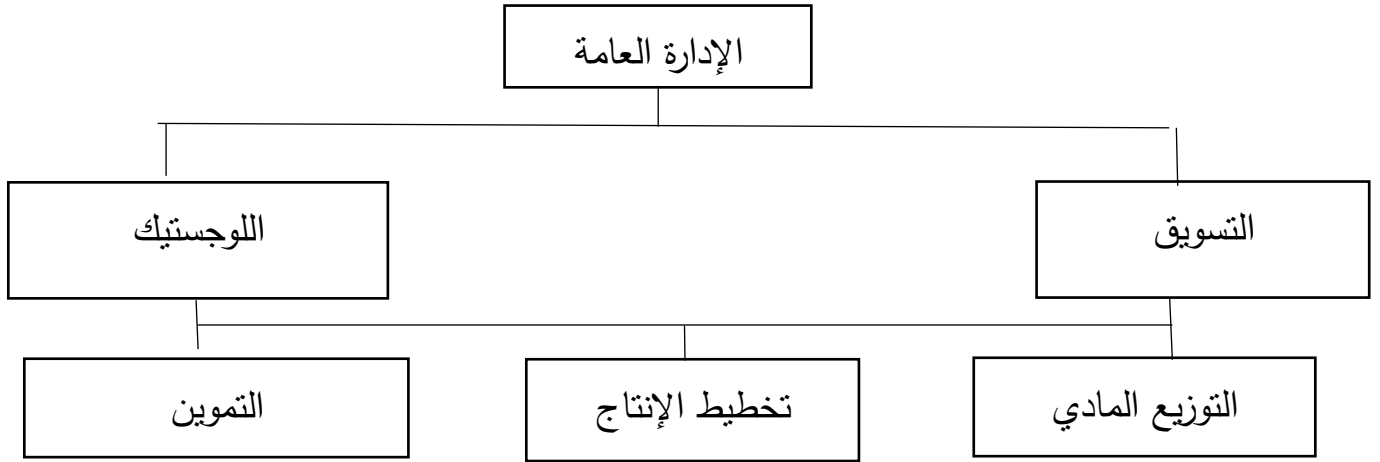 الإدارة العامة
التسويق
اللوجستيك
التوزيع المادي
تخطيط الإنتاج
التموين